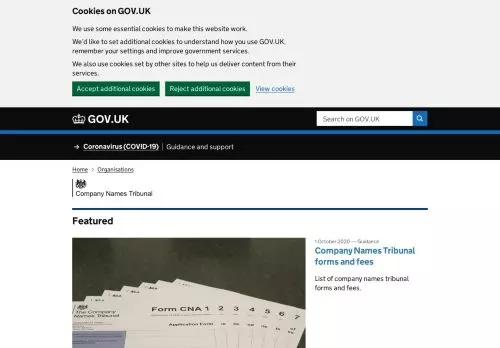 Cookies on GOV.UK
We use some essential cookies to make this website work.
We'd like to set additional cookies to understand how you use GOV.UK,
remember your settings and improve government services.
We also use cookies set by other sites to help us deliver content from their
services.
Accept additional cookies Reject additional cookies View cookies
GOV.UK Search on GOV.UK
→ Coronavirus (COVID-19) Guidance and support
Home > Organisations
Company Names Tribunal
Featured
1 October 2020 — Guidance
Company Names Tribunal
forms and fees
List of company names tribunal
forms and fees.
The Company
Names Tribunal
Form CNA 1 2 3 4 5 6 7
Application Form